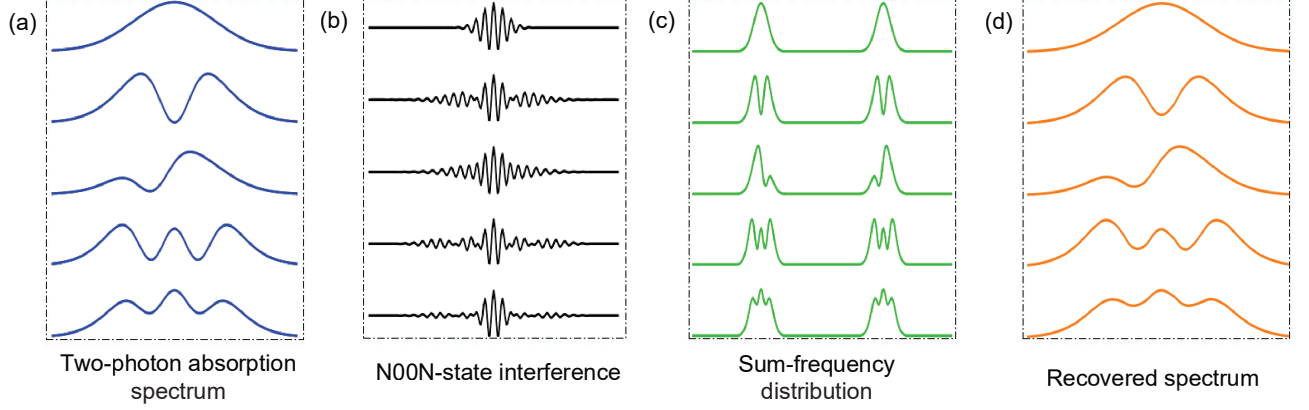 (a)
(b)
(c)
(d)
Two-photon absorption
spectrum
N00N-state interference
Sum-frequency
distribution
Recovered spectrum